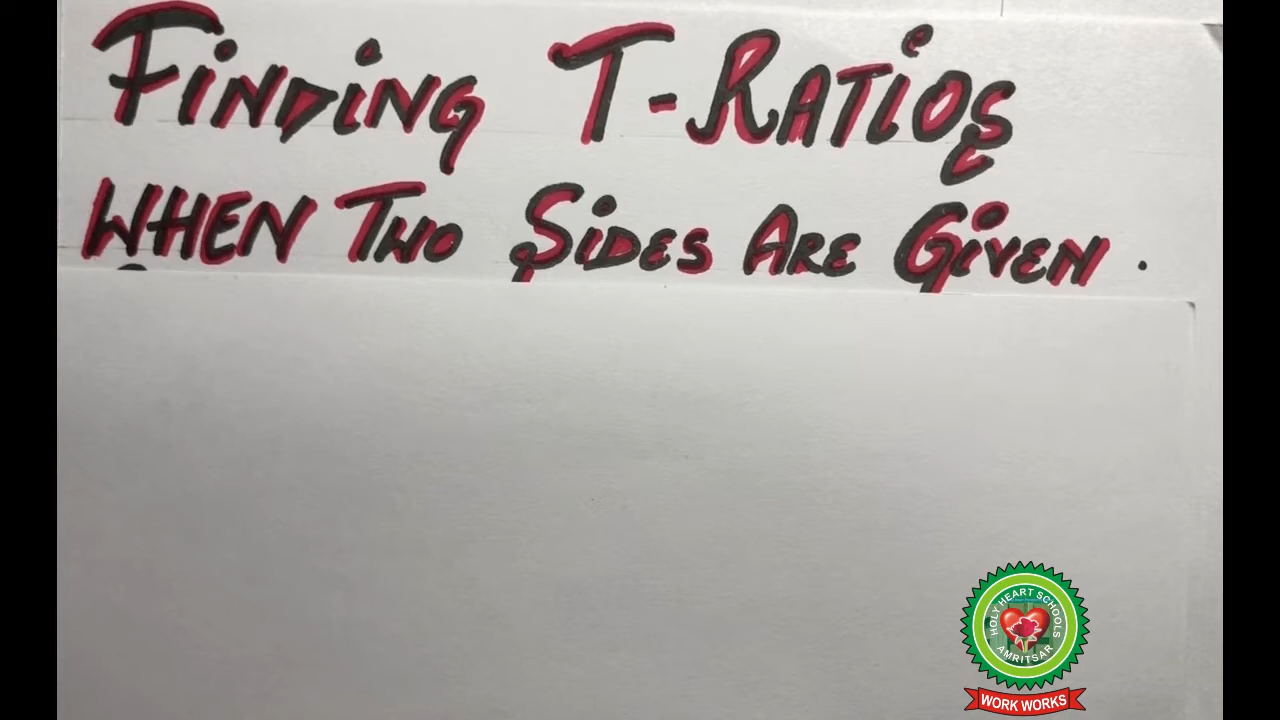 FINDING T-RATIOS
WHEN TWO SIDES ARE GIVEN.
HOLY HEART SCHOOLS
AMRITSAR
WORK WORKS